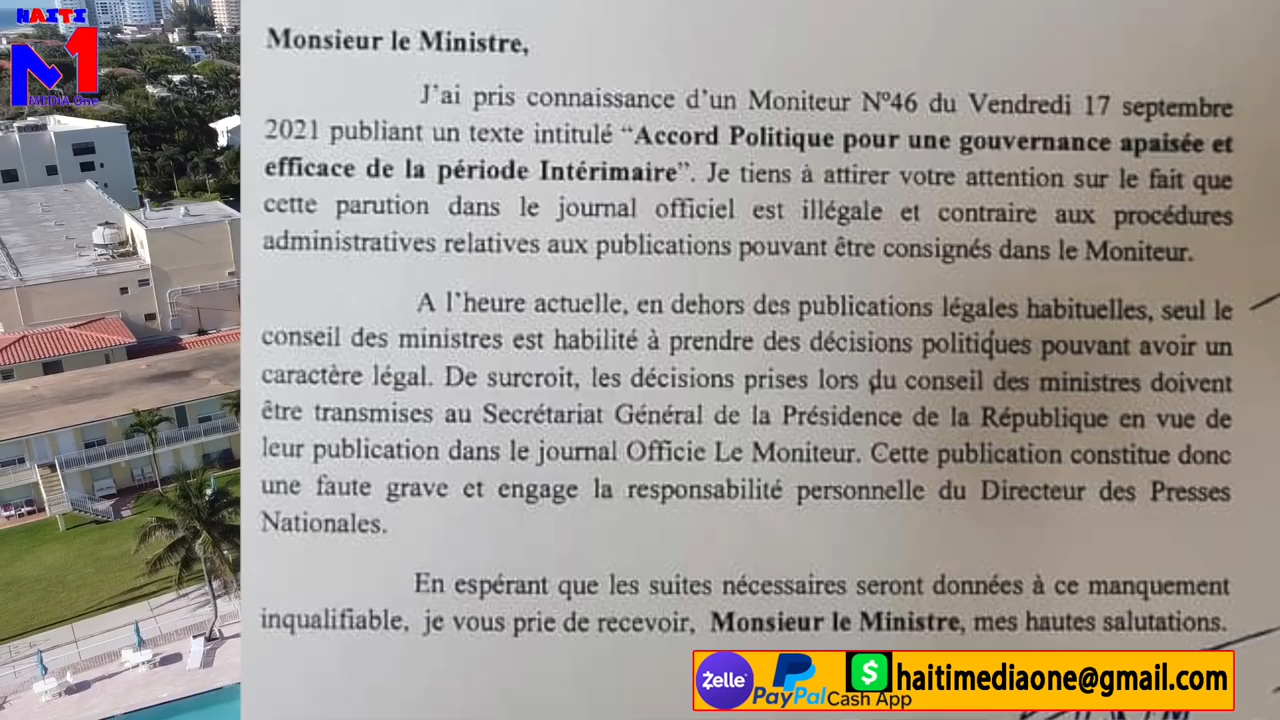 HAITI
M1
MEDIA One
Monsieur le Ministre,
J'ai pris connaissance d'un Moniteur Nº46 du Vendredi 17 septembre
2021 publiant un texte intitulé “Accord Politique pour une gouvernance apaisée et
efficace de la période Intérimaire”. Je tiens à attirer votre attention sur le fait que
cette parution dans le journal officiel est illégale et contraire aux procédures
administratives relatives aux publications pouvant être consignés dans le Moniteur.
A l'heure actuelle, en dehors des publications légales habituelles, seul le
conseil des ministres est habilité à prendre des décisions politiques pouvant avoir un
caractère légal. De surcroit, les décisions prises lors du conseil des ministres doivent
être transmises au Secrétariat Général de la Présidence de la République en vue de
leur publication dans le journal Officie Le Moniteur. Cette publication constitue donc
une faute grave et engage la responsabilité personnelle du Directeur des Presses
Nationales.
En espérant que les suites nécessaires seront données à ce manquement
inqualifiable, je vous prie de recevoir, Monsieur le Ministre, mes hautes salutations.
Zelle
PayPal
$
Cash App
haitimediaone@gmail.com